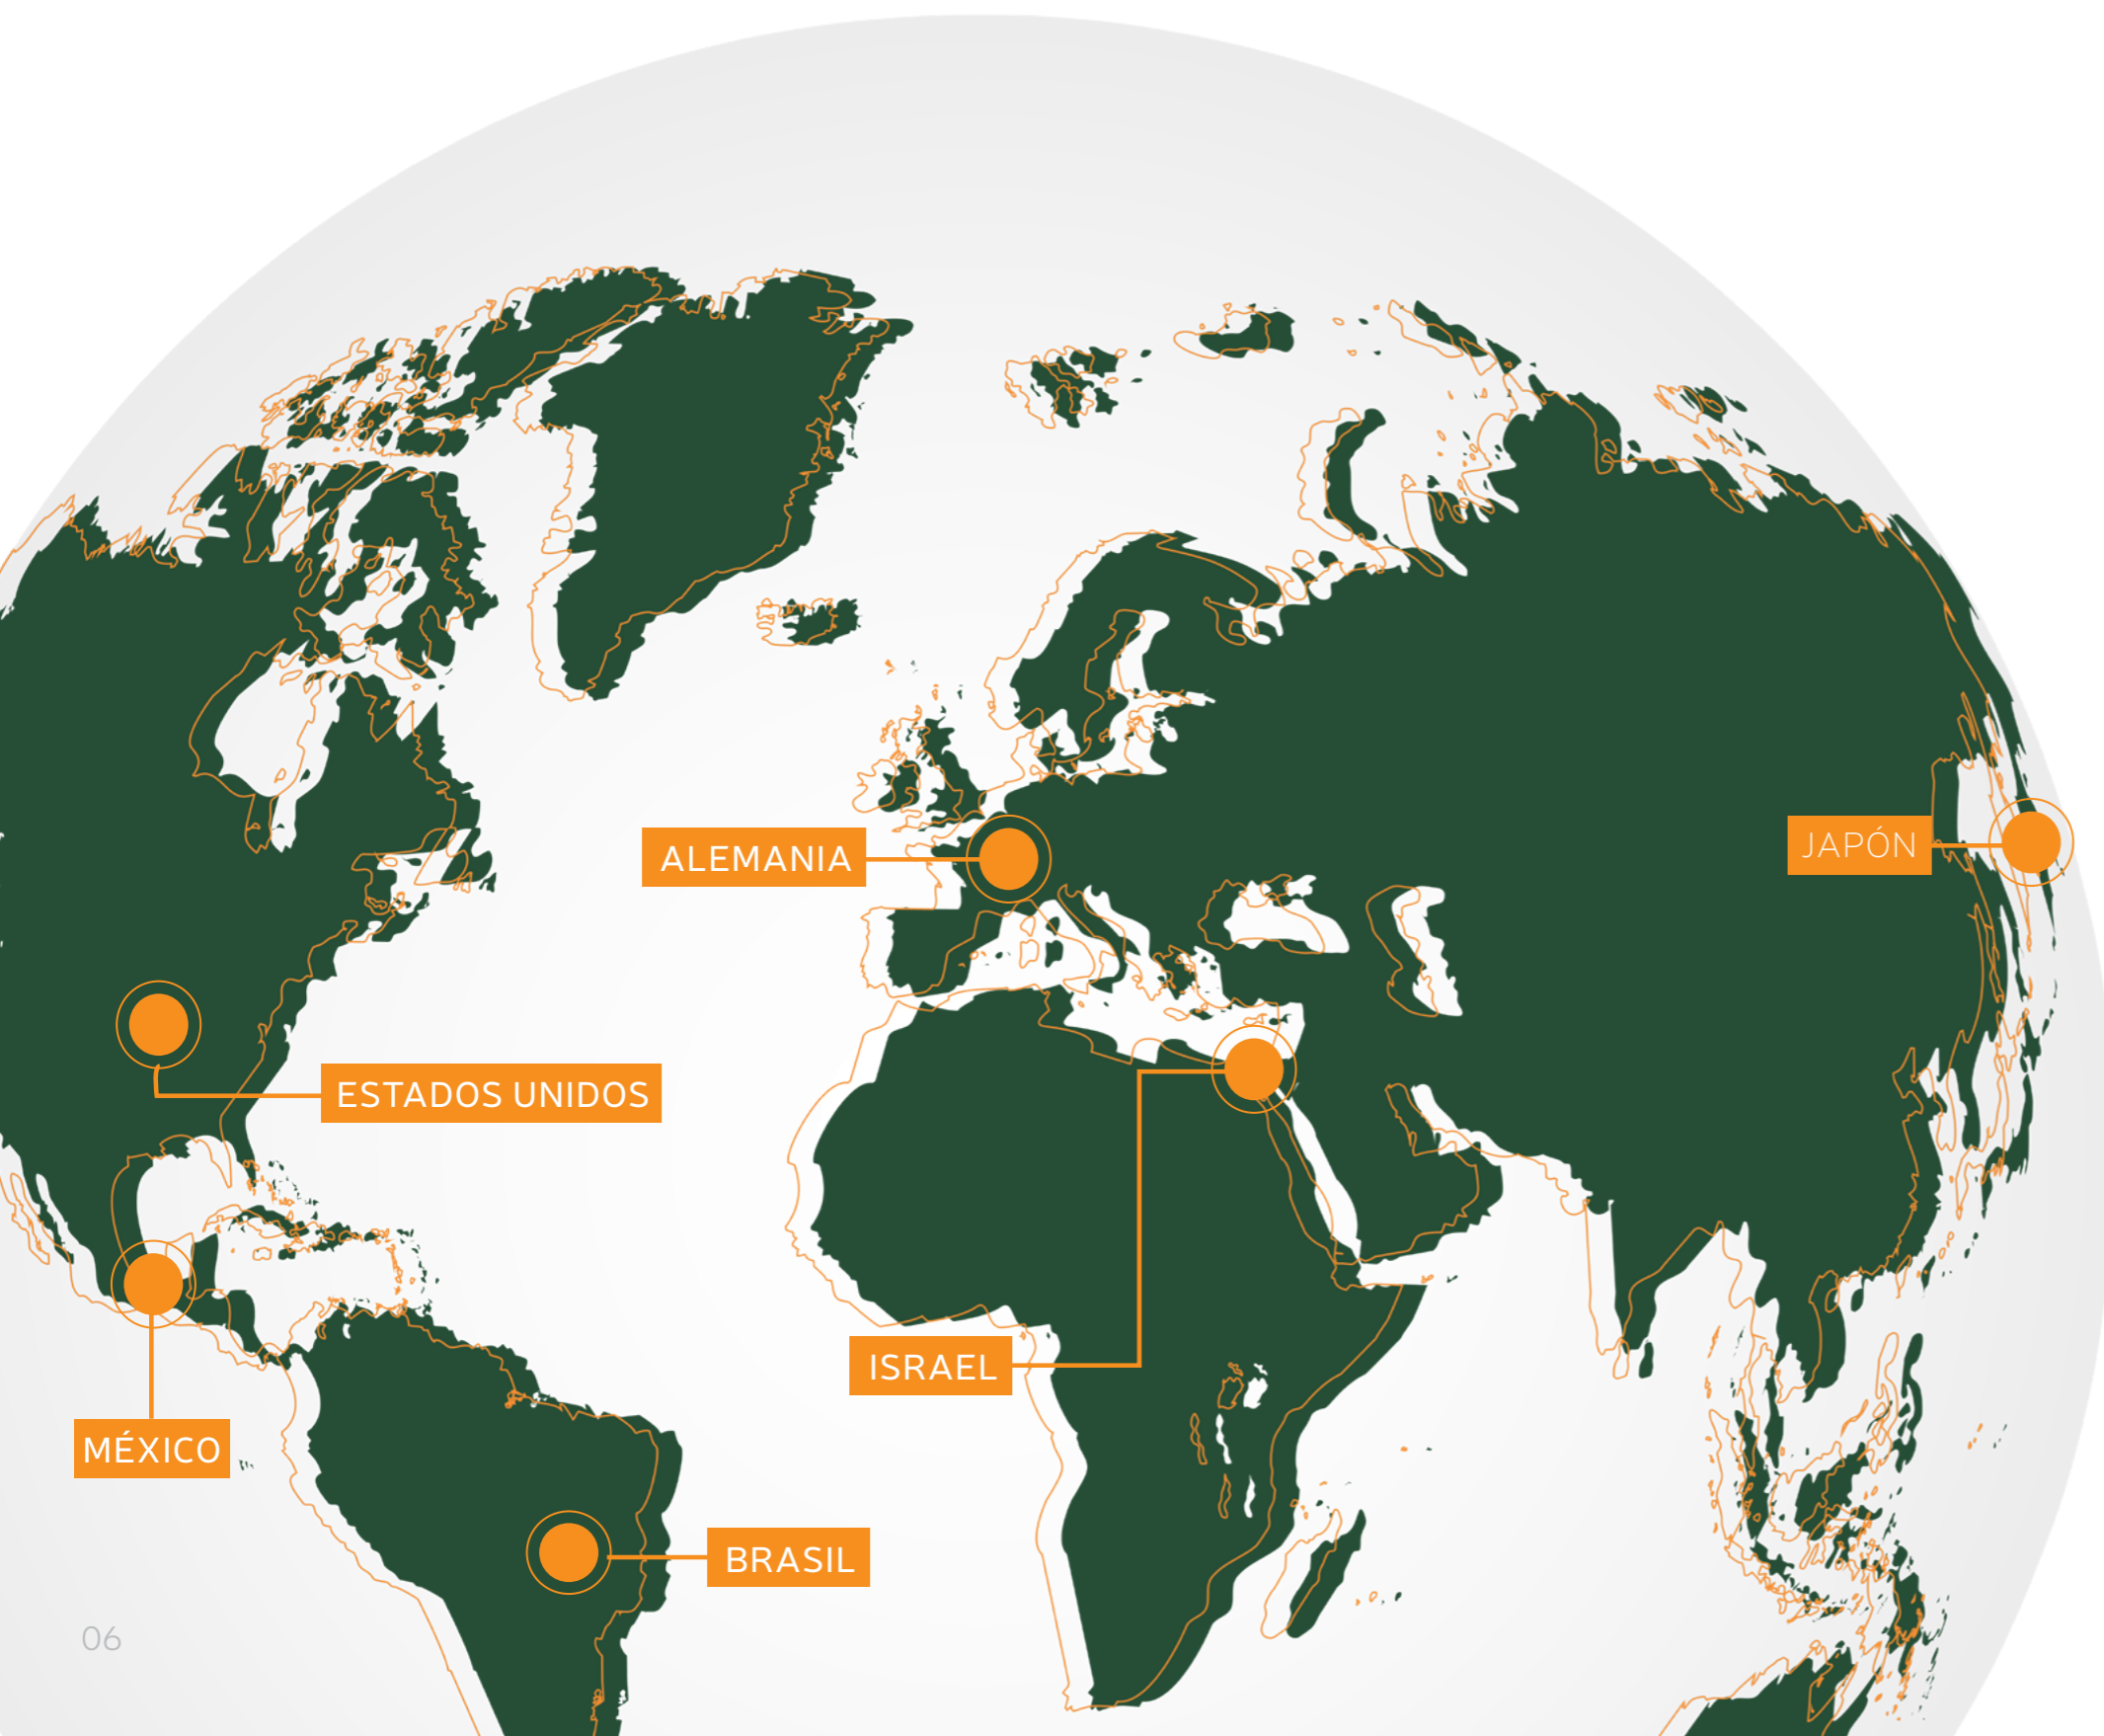 JAPÓN
ALEMANIA
ESTADOS UNIDOS
ISRAEL
MÉXICO
BRASIL
06